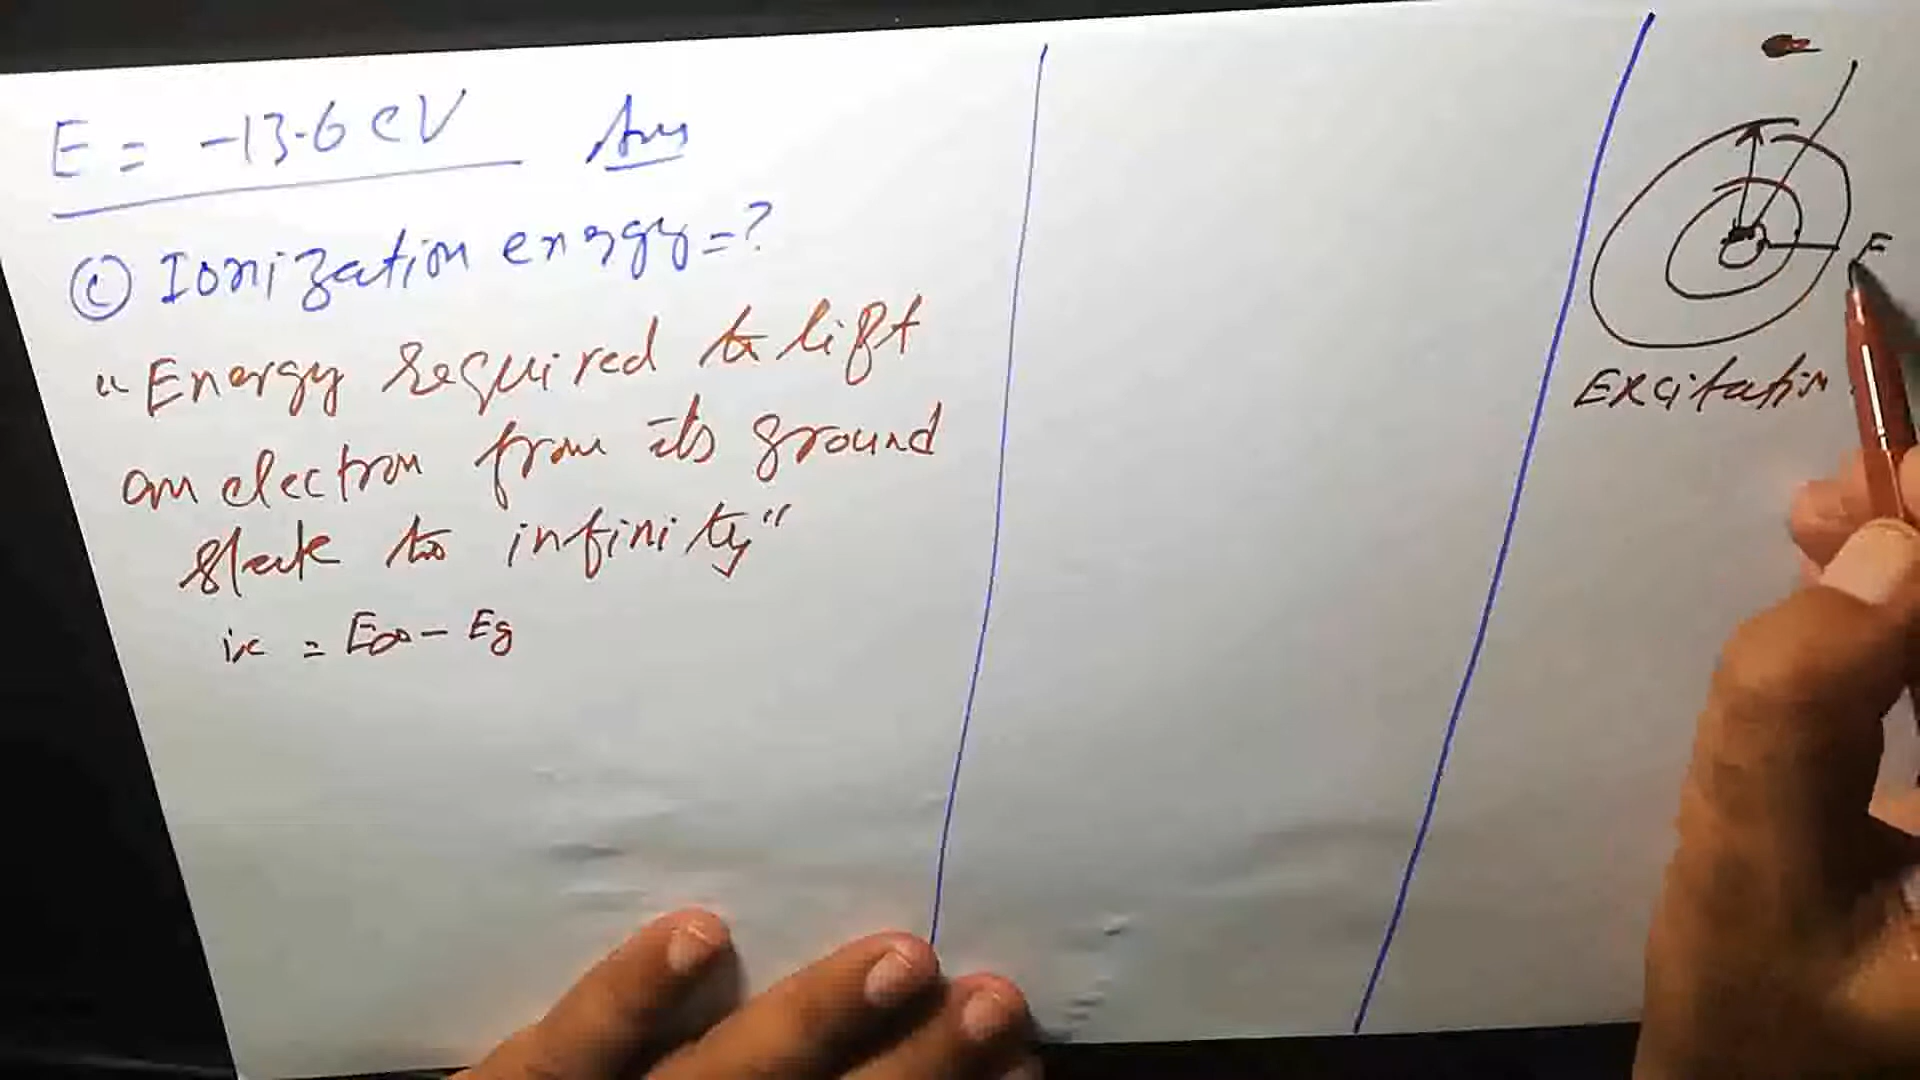 E = -13.6 eV Ans
(C) Ionization energy = ?
"Energy required to lift
an electron from its ground
state to infinity"
ie = E∞ - Eg
E
Excitation